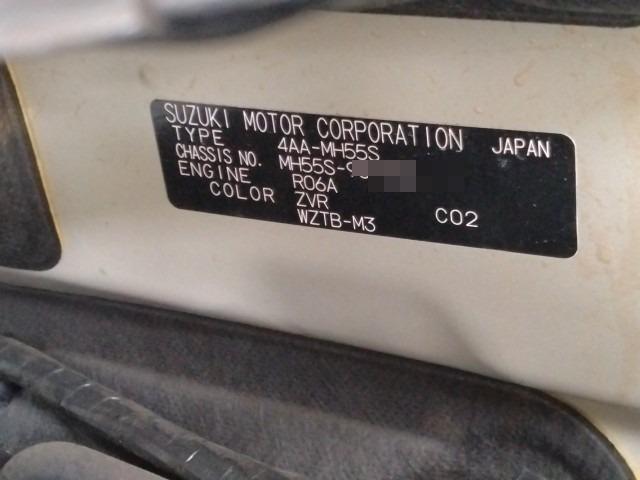 SUZUKI MOTOR CORPORATION JAPAN
TYPE 4AA-MH55S
CHASSIS NO. MH55S-
ENGINE R06A
COLOR ZVR
WZTB-M3 C02